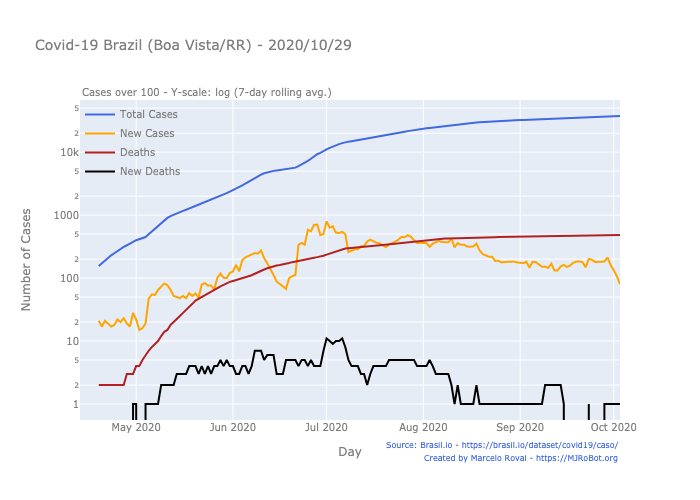 Covid-19 Brazil (Boa Vista/RR) - 2020/10/29
Cases over 100 - Y-scale: log (7-day rolling avg.)
Total Cases
New Cases
Deaths
New Deaths
5
2
10k
5
2
1000
5
2
100
5
2
10
5
2
1
Number of Cases
May 2020
Jun 2020
Jul 2020
Aug 2020
Sep 2020
Oct 2020
Day
Source: Brasil.io - https://brasil.io/dataset/covid19/caso/
Created by Marcelo Rovai - https://MJRoBot.org